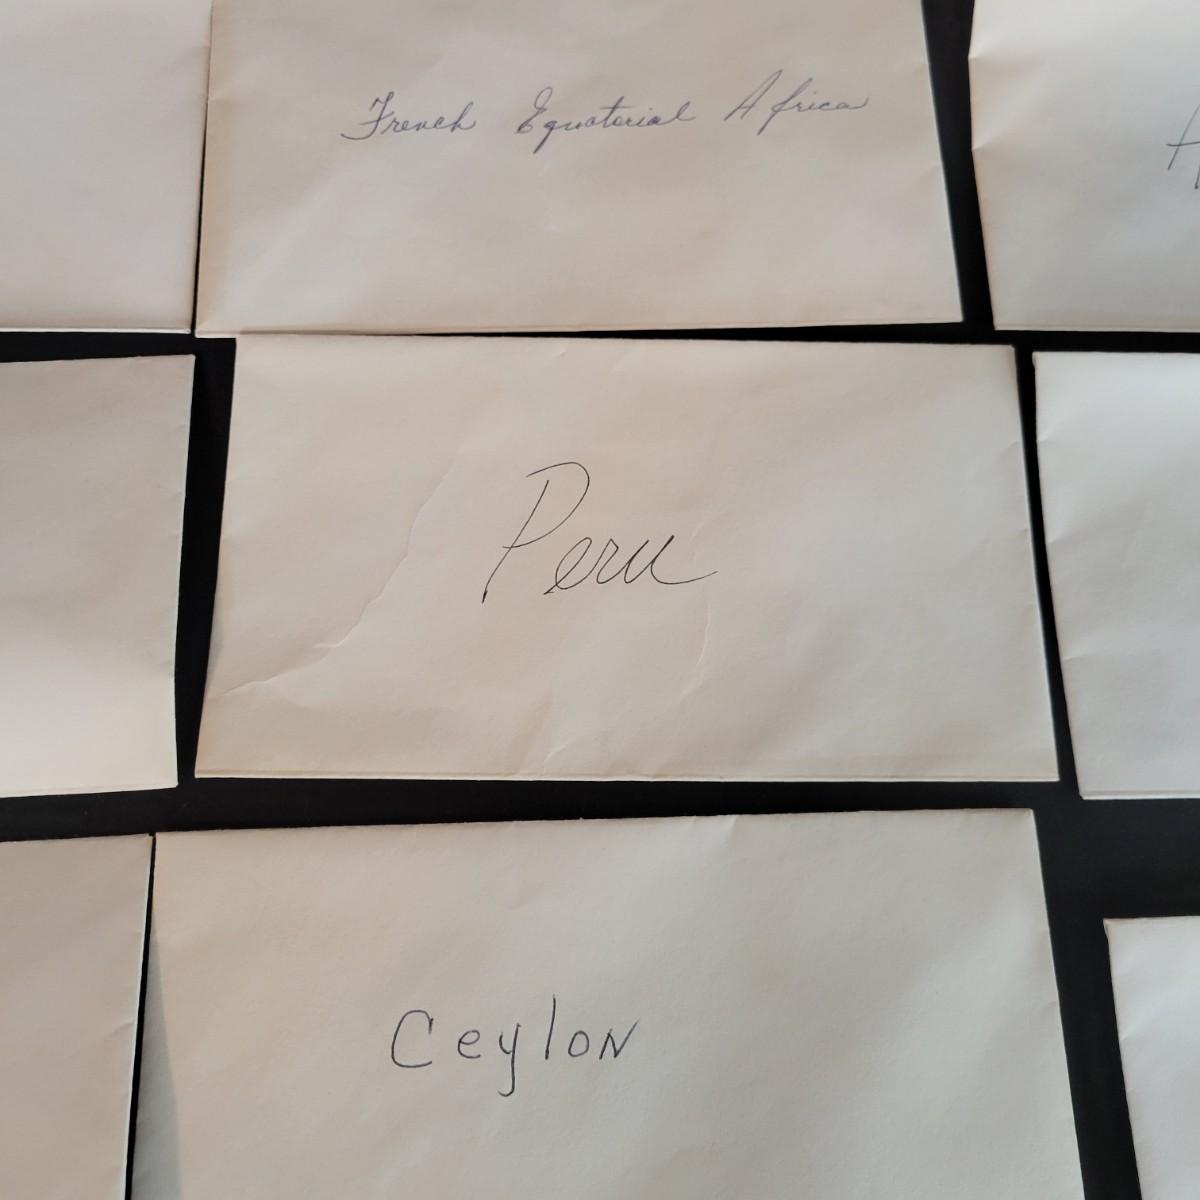 French Equatorial Africa
Peru
Ceylon